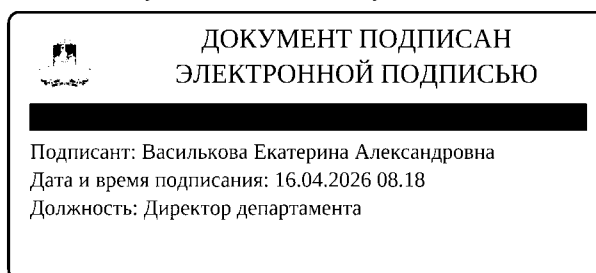 ДОКУМЕНТ ПОДПИСАН
ЭЛЕКТРОННОЙ ПОДПИСЬЮ
Подписант: Василькова Екатерина Александровна
Дата и время подписания: 16.04.2026 08.18
Должность: Директор департамента